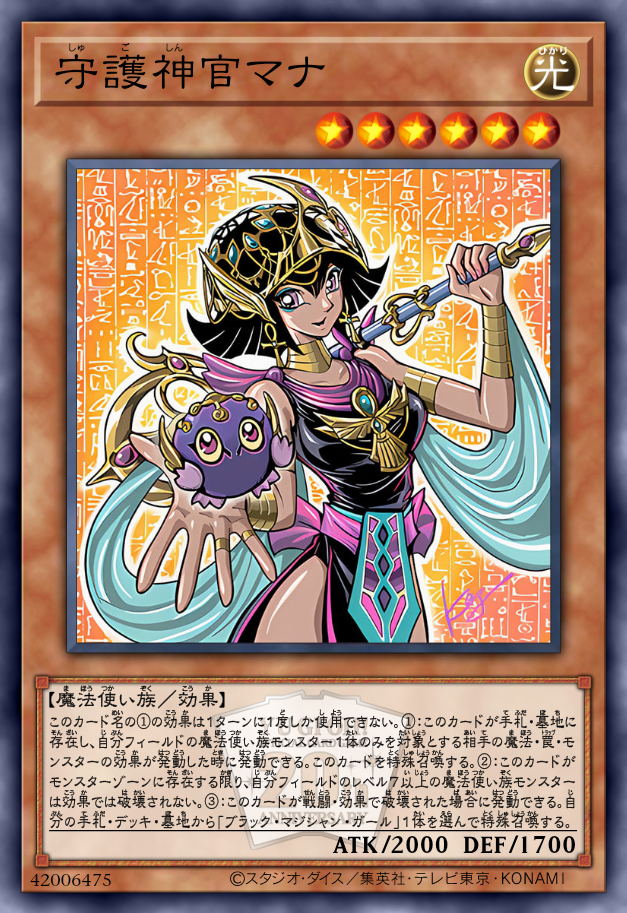 守護神官マナ
光
【魔法使い族／効果】
このカード名の①の効果は1ターンに1度しか使用できない。①：このカードが手札・墓地に
存在し、自分フィールドの魔法使い族モンスター1体のみを対象とする相手の魔法・罠・モ
ンスターの効果が発動した時に発動できる。このカードを特殊召喚する。②：このカードが
モンスターゾーンに存在する限り、自分フィールドのレベル7以上の魔法使い族モンスター
は効果では破壊されない。③：このカードが戦闘・効果で破壊された場合に発動できる。自
分の手札・デッキ・墓地から「ブラック・マジシャン・ガール」1体を選んで特殊召喚する。
ATK/2000 DEF/1700
42006475
©スタジオ・ダイス／集英社・テレビ東京・KONAMI